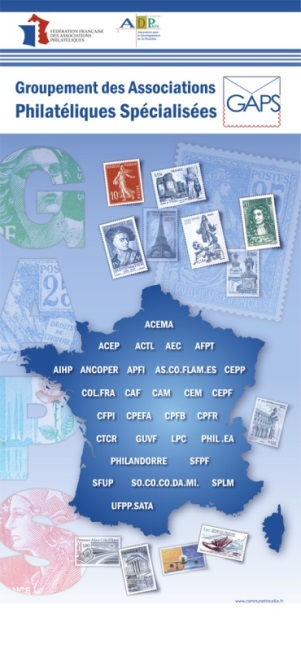 FÉDÉRATION FRANÇAISE
DES ASSOCIATIONS
PHILATÉLIQUES
ADP
Groupement des Associations
Philatéliques Spécialisées
GAPS
G
A
P
S
POSTES
ACEMA
ACEP ACTL AEC AFPT
AIHP ANCOPER APFI AS.CO.FLAM.ES CEPP
COL.FRA CAF CAM CEM CEPF
CFPI CPEFA CPFB CPFR
CTCR GUVF LPC PHIL.EA
PHILANDORRE SFPF
SFUP SO.CO.CO.DA.MI. SPLM
UFPP.SATA